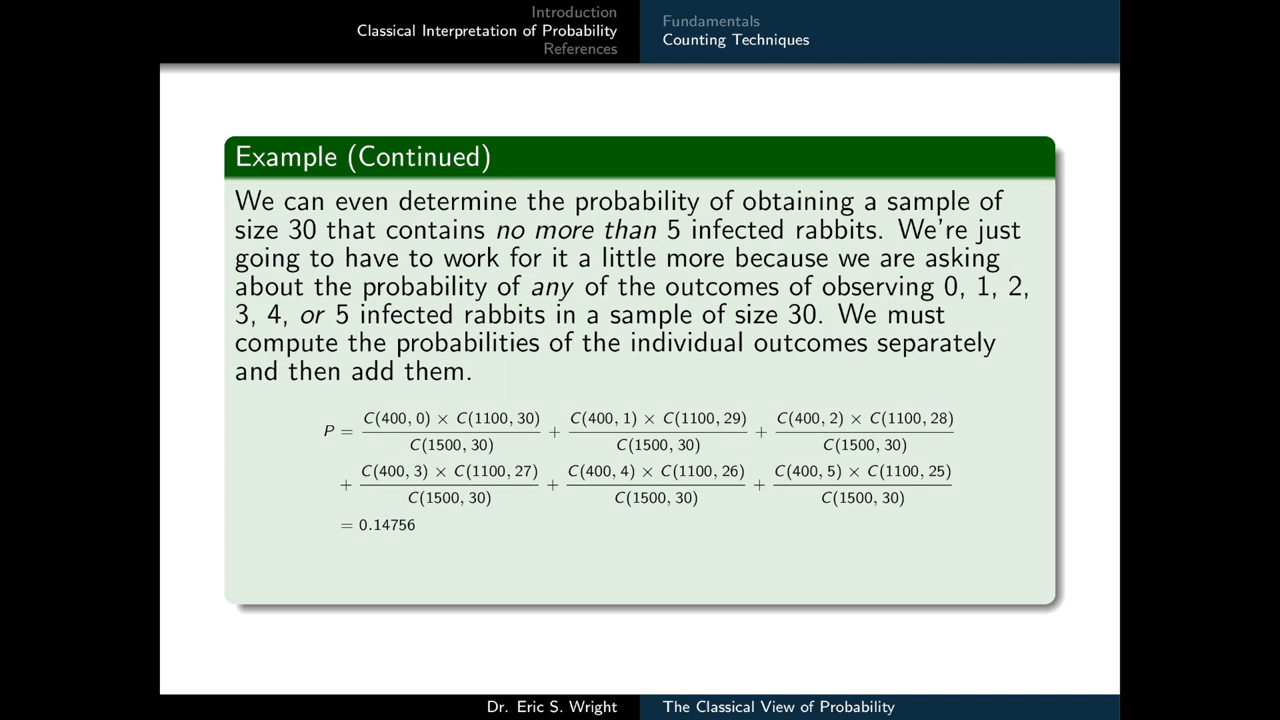 Introduction
Classical Interpretation of Probability
References
Fundamentals
Counting Techniques
Example (Continued)
We can even determine the probability of obtaining a sample of
size 30 that contains no more than 5 infected rabbits. We're just
going to have to work for it a little more because we are asking
about the probability of any of the outcomes of observing 0, 1, 2,
3, 4, or 5 infected rabbits in a sample of size 30. We must
compute the probabilities of the individual outcomes separately
and then add them.
P = C(400, 0) × C(1100, 30) / C(1500, 30) + C(400, 1) × C(1100, 29) / C(1500, 30) + C(400, 2) × C(1100, 28) / C(1500, 30)
+ C(400, 3) × C(1100, 27) / C(1500, 30) + C(400, 4) × C(1100, 26) / C(1500, 30) + C(400, 5) × C(1100, 25) / C(1500, 30)
= 0.14756
Dr. Eric S. Wright
The Classical View of Probability